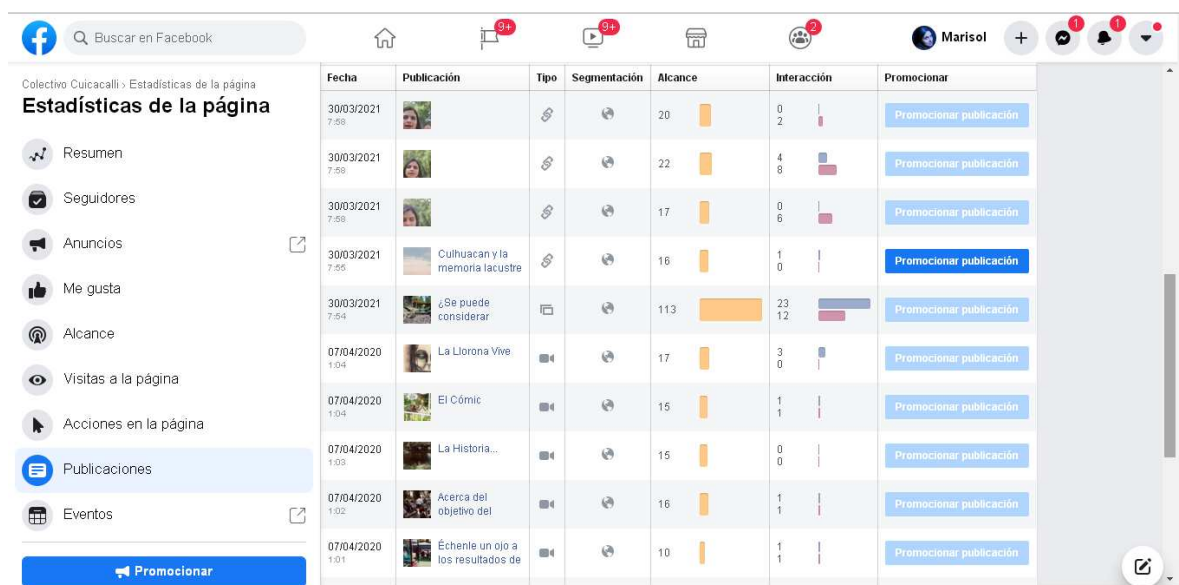 Buscar en Facebook
9+
9+
2
Marisol
1
1
Colectivo Cuicacalli › Estadísticas de la página
Estadísticas de la página
Resumen
Seguidores
Anuncios
Me gusta
Alcance
Visitas a la página
Acciones en la página
Publicaciones
Eventos
Promocionar
Fecha Publicación Tipo Segmentación Alcance Interacción Promocionar
30/03/2021
7:58
20
0
2
Promocionar publicación
30/03/2021
7:58
22
4
8
Promocionar publicación
30/03/2021
7:58
17
0
6
Promocionar publicación
30/03/2021
7:55
Culhuacan y la
memoria lacustre
16
1
0
Promocionar publicación
30/03/2021
7:54
¿Se puede
considerar
113
23
12
Promocionar publicación
07/04/2020
1:04
La Llorona Vive
17
3
0
Promocionar publicación
07/04/2020
1:04
El Cómic
15
1
1
Promocionar publicación
07/04/2020
1:03
La Historia...
15
0
0
Promocionar publicación
07/04/2020
1:02
Acerca del
objetivo del
16
1
1
Promocionar publicación
07/04/2020
1:01
Échenle un ojo a
los resultados de
10
1
1
Promocionar publicación